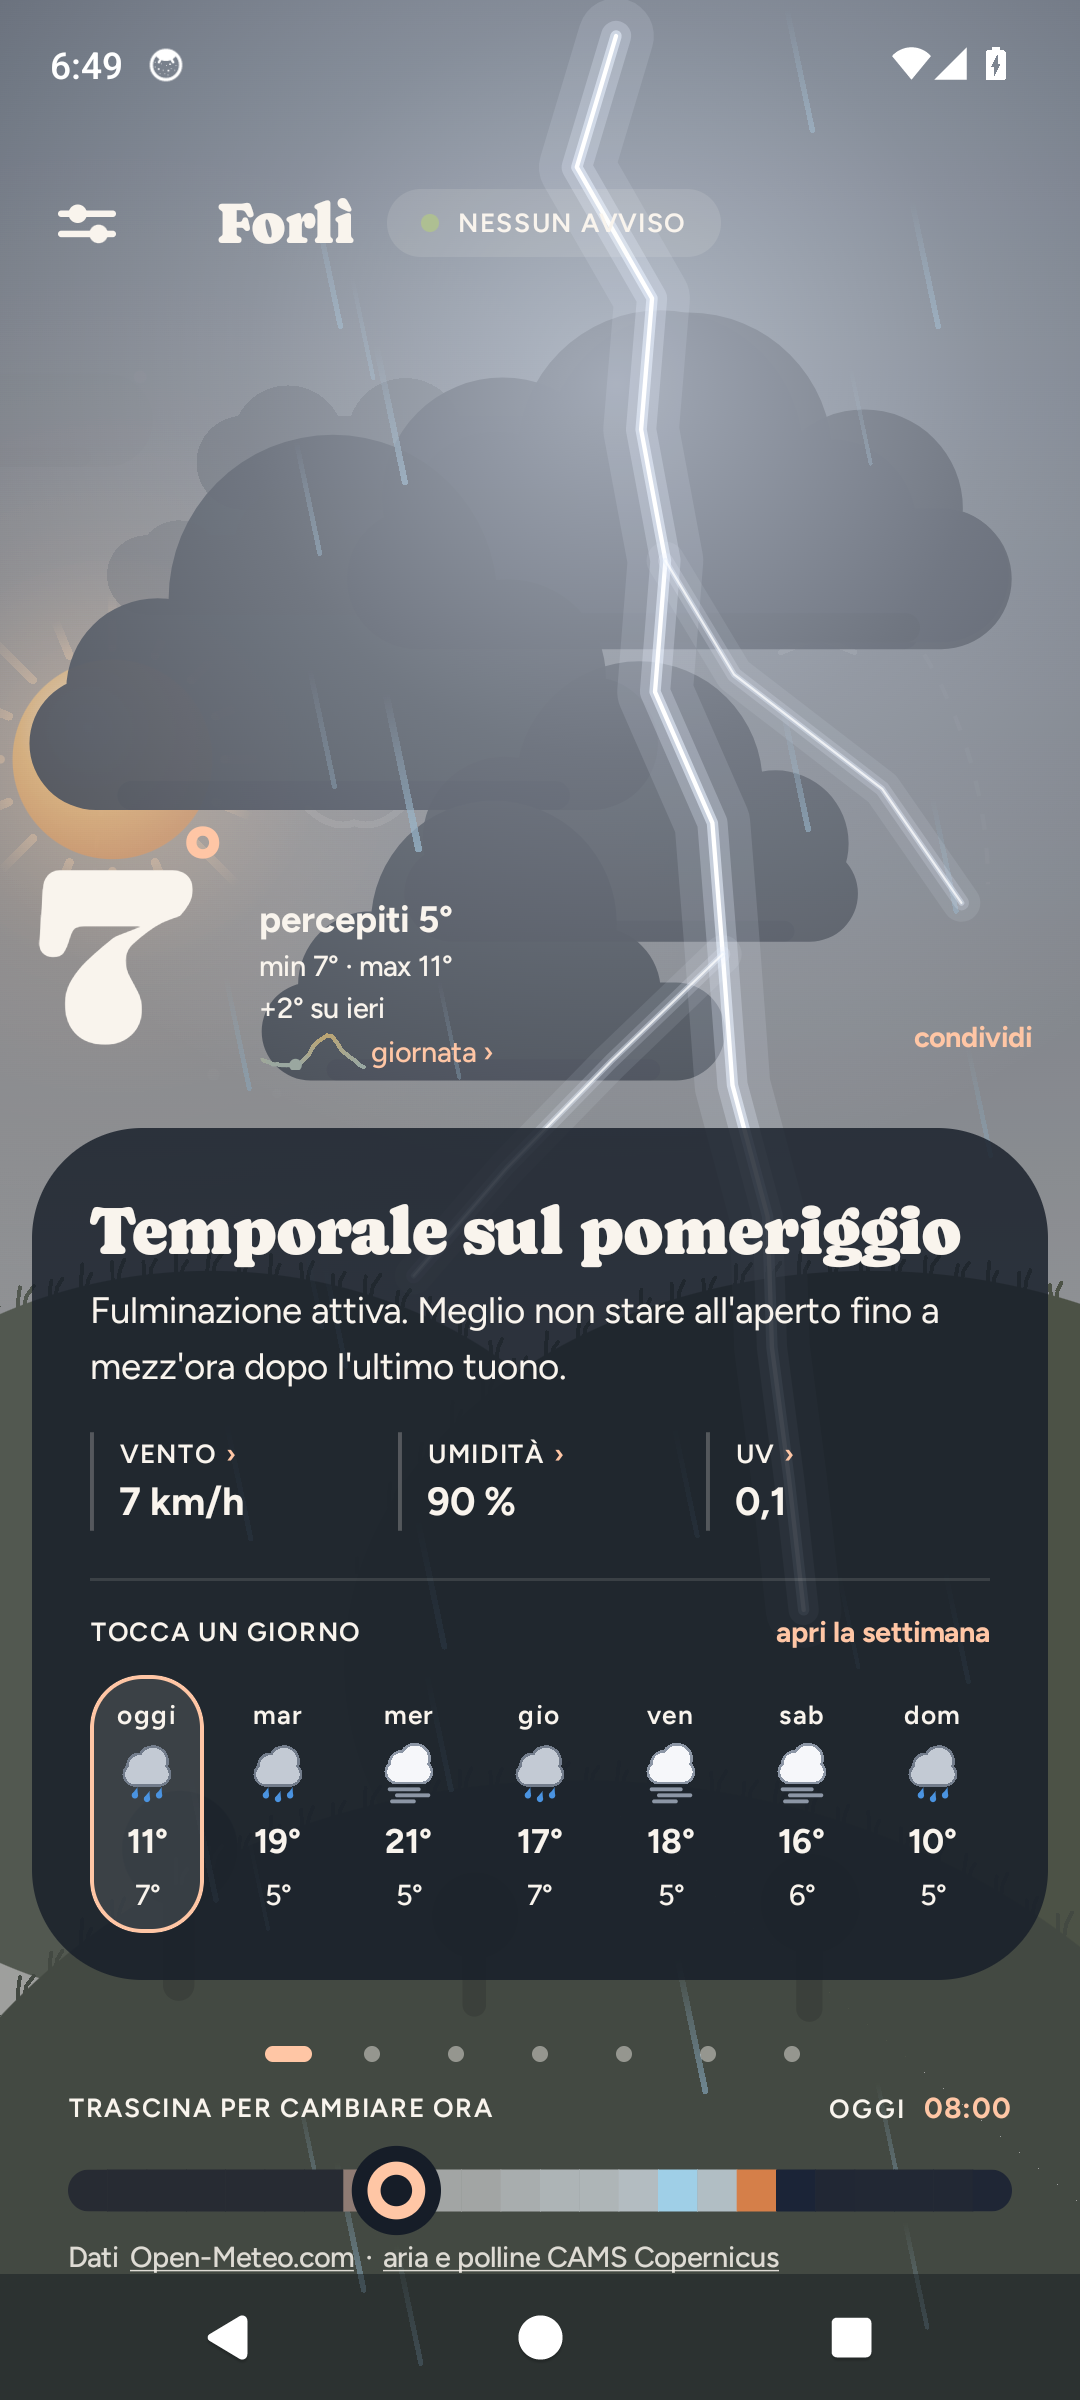 6:49
Forlì
NESSUN AVVISO
7°
percepiti 5°
min 7° · max 11°
+2° su ieri
giornata ›
condividi
Temporale sul pomeriggio
Fulminazione attiva. Meglio non stare all'aperto fino a
mezz'ora dopo l'ultimo tuono.
VENTO › UMIDITÀ › UV ›
7 km/h 90 % 0,1
TOCCA UN GIORNO apri la settimana
oggi mar mer gio ven sab dom
11° 19° 21° 17° 18° 16° 10°
7° 5° 5° 7° 5° 6° 5°
TRASCINA PER CAMBIARE ORA OGGI 08:00
Dati Open-Meteo.com · aria e polline CAMS Copernicus